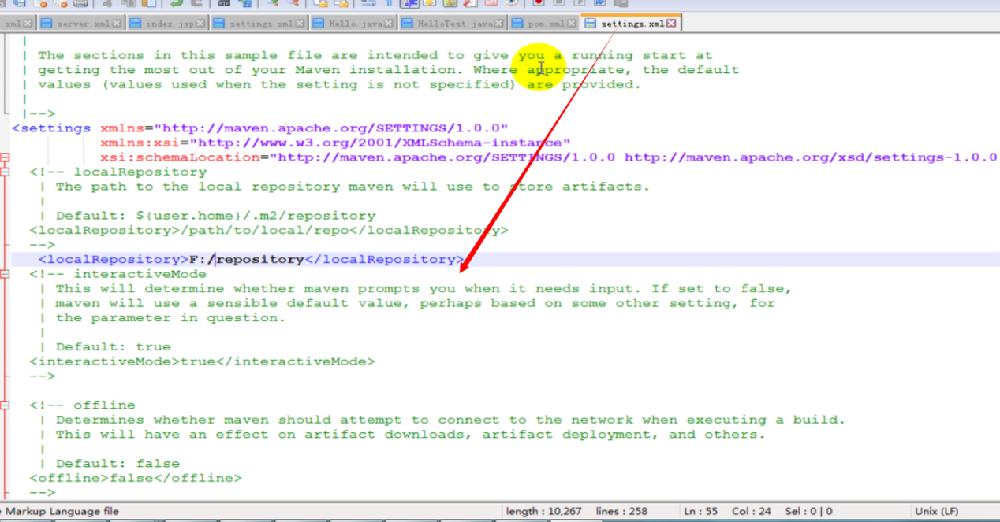 .xml server.xml index.jsp settings.xml Hello.java HelloTest.java pom.xml settings.xml
|
| The sections in this sample file are intended to give you a running start at
| getting the most out of your Maven installation. Where appropriate, the default
| values (values used when the setting is not specified) are provided.
|
|-->
<settings xmlns="http://maven.apache.org/SETTINGS/1.0.0"
xmlns:xsi="http://www.w3.org/2001/XMLSchema-instance"
xsi:schemaLocation="http://maven.apache.org/SETTINGS/1.0.0 http://maven.apache.org/xsd/settings-1.0.0
<!-- localRepository
| The path to the local repository maven will use to store artifacts.
|
| Default: ${user.home}/.m2/repository
<localRepository>/path/to/local/repo</localRepository>
-->
<localRepository>F:/repository</localRepository>
<!-- interactiveMode
| This will determine whether maven prompts you when it needs input. If set to false,
| maven will use a sensible default value, perhaps based on some other setting, for
| the parameter in question.
|
| Default: true
<interactiveMode>true</interactiveMode>
-->
<!-- offline
| Determines whether maven should attempt to connect to the network when executing a build.
| This will have an effect on artifact downloads, artifact deployment, and others.
|
| Default: false
<offline>false</offline>
-->
Markup Language file length : 10,267 lines : 258 Ln : 55 Col : 24 Sel : 0 | 0 Unix (LF)